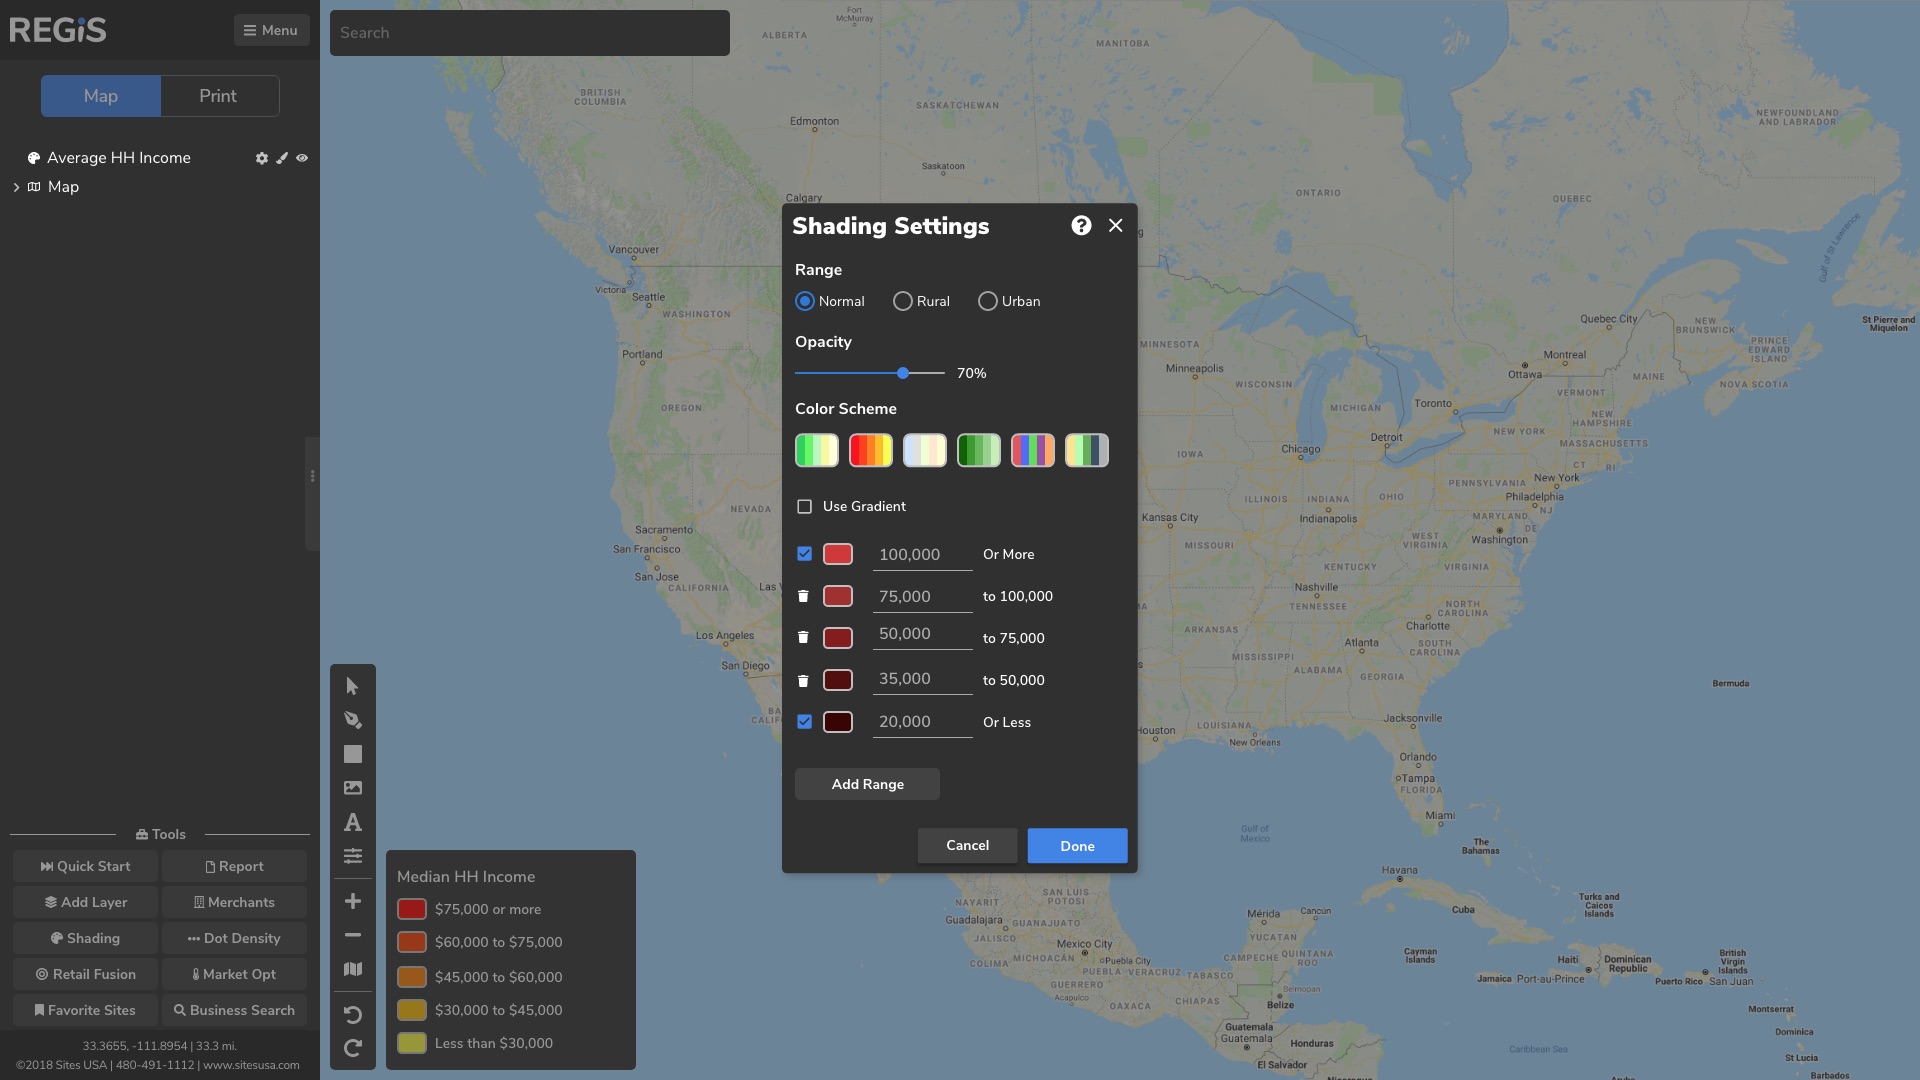 REGiS
Menu
Search
Map
Print
Average HH Income
Map
Tools
Quick Start
Report
Add Layer
Merchants
Shading
Dot Density
Retail Fusion
Market Opt
Favorite Sites
Business Search
33.3655, -111.8954 | 33.3 mi.
©2018 Sites USA | 480-491-1112 | www.sitesusa.com
Median HH Income
$75,000 or more
$60,000 to $75,000
$45,000 to $60,000
$30,000 to $45,000
Less than $30,000
Shading Settings
Range
Normal
Rural
Urban
Opacity
70%
Color Scheme
Use Gradient
100,000 Or More
75,000 to 100,000
50,000 to 75,000
35,000 to 50,000
20,000 Or Less
Add Range
Cancel
Done
Fort
McMurray
ALBERTA
MANITOBA
BRITISH
COLUMBIA
SASKATCHEWAN
NEWFOUNDLAND
AND LABRADOR
Edmonton
Saskatoon
Calgary
ONTARIO
QUEBEC
Gulf of St Lawrence
Vancouver
Victoria
Seattle
WASHINGTON
Portland
OREGON
Quebec City
NEW
BRUNSWICK
St Pierre and
Miquelon
PRINCE
EDWARD
ISLAND
NOVA SCOTIA
Montreal
Ottawa
MAINE
MINNESOTA
Minneapolis
WISCONSIN
MICHIGAN
Toronto
VERMONT
NEW
HAMPSHIRE
NEW YORK
MASSACHUSETTS
Detroit
Chicago
CT
RI
IOWA
PENNSYLVANIA
New York
Philadelphia
NJ
ILLINOIS
INDIANA
OHIO
Indianapolis
MARYLAND
DE
Washington
NEVADA
Sacramento
San Francisco
San Jose
CALIFORNIA
Las V
Kansas City
MISSOURI
WEST
VIRGINIA
VIRGINIA
KENTUCKY
Nashville
TENNESSEE
NORTH
CAROLINA
Charlotte
ARKANSAS
Atlanta
SOUTH
CAROLINA
Los Angeles
San Diego
MISSISSIPPI
ALABAMA
GEORGIA
Bermuda
BAJA
CALIF
Houston
LOUISIANA
New Orleans
Jacksonville
Orlando
Tampa
FLORIDA
Miami
Gulf of
Mexico
The
Bahamas
Havana
Cuba
Turks and
Caicos
Islands
SAN LUIS
POTOSI
NAYARIT
Guadalajara
GUANAJUATO
JALISCO
Mexico City
COLIMA
MICHOACÁN
Puebla City
PUEBLA
VERACRUZ
TABASCO
GUERRERO
Acapulco
OAXACA
CHIAPAS
Mérida
Cancún
YUCATAN
CAMPECHE
QUINTANA
ROO
Belmopan
Belize
Guatemala
Guatemala
Honduras
El Salvador
Nicaragua
Cayman
Islands
Jamaica
Haiti
Port-au-Prince
Dominican
Republic
Puerto Rico
San Juan
British
Virgin
Islands
Montserrat
Dominica
Caribbean Sea
St Lucia
Barbados